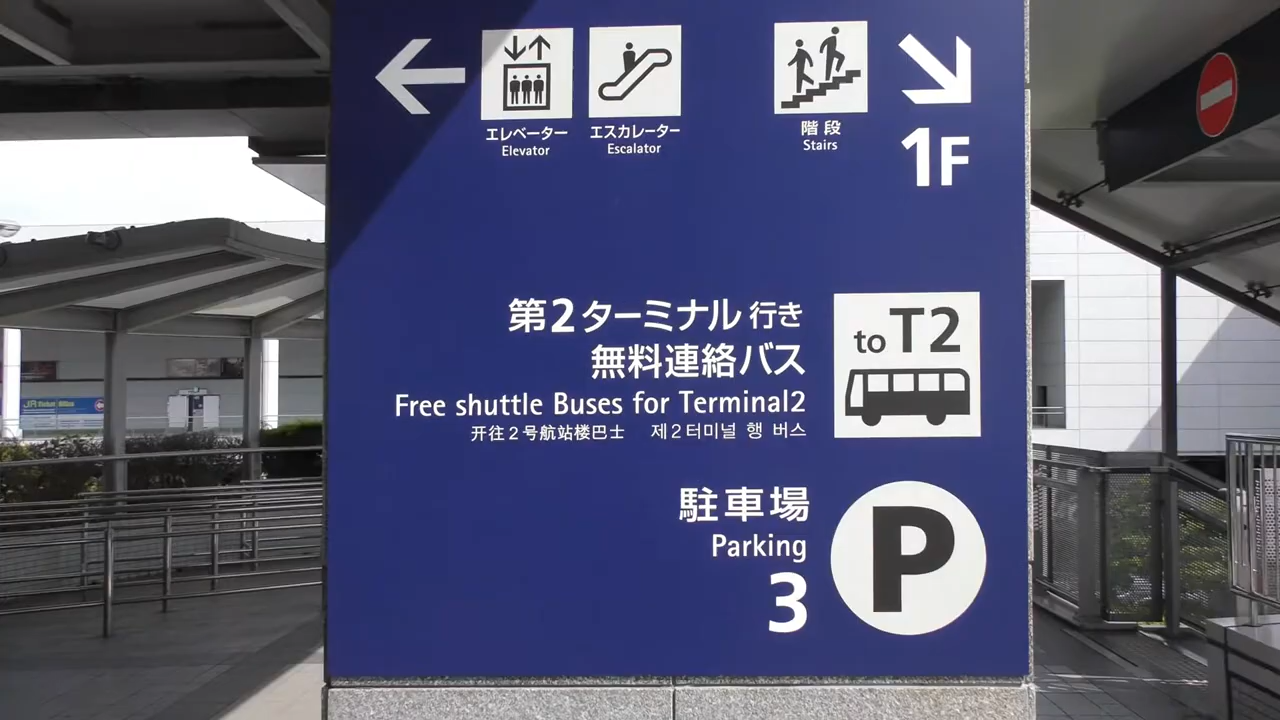 エレベーター
Elevator
エスカレーター
Escalator
階段
Stairs
1F
第2ターミナル 行き
無料連絡バス
Free shuttle Buses for Terminal2
开往2号航站楼巴士 제2터미널 행 버스
to T2
駐車場
Parking
3
P